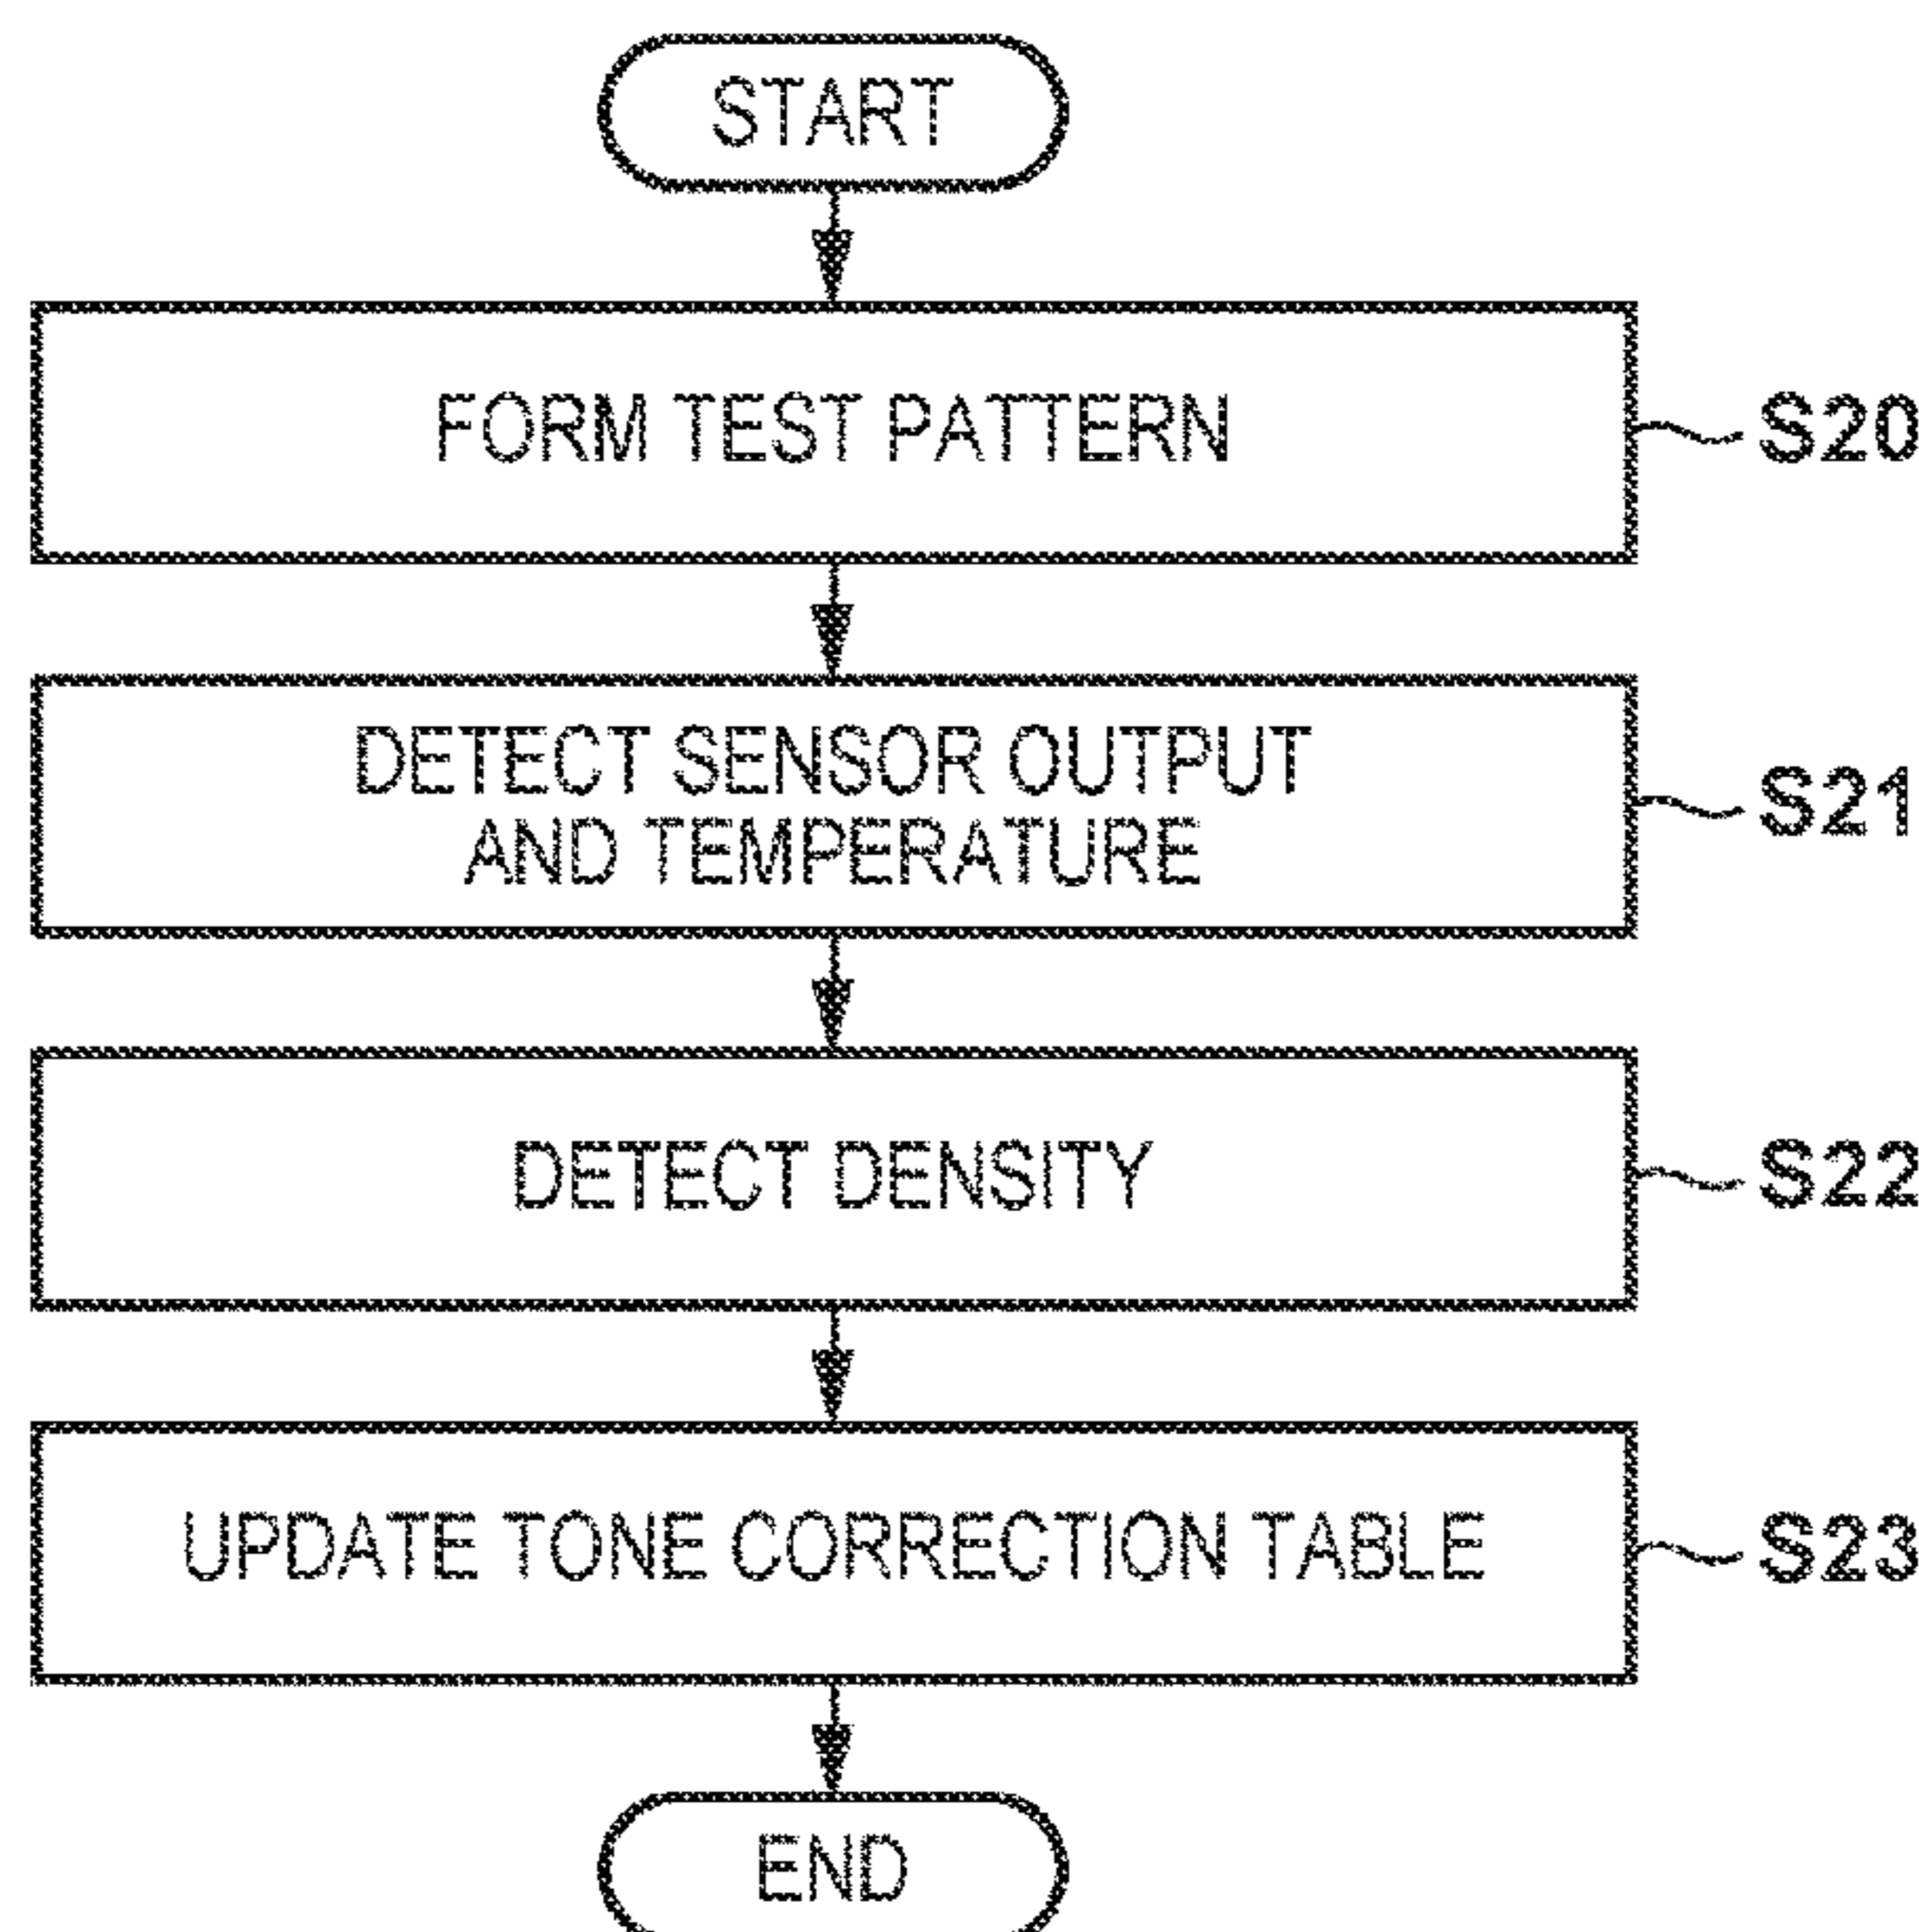 START
FORM TEST PATTERN
S20
DETECT SENSOR OUTPUT
AND TEMPERATURE
S21
DETECT DENSITY
S22
UPDATE TONE CORRECTION TABLE
S23
END